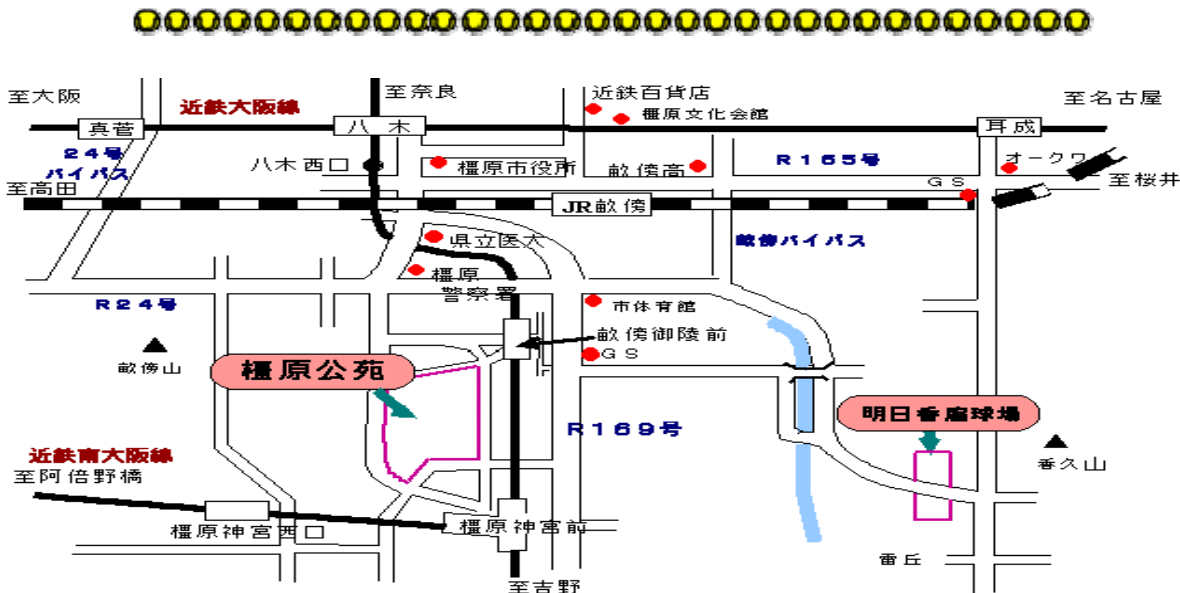 至大阪
近鉄大阪線
至奈良
近鉄百貨店
橿原文化会館
至名古屋
真菅
八木
耳成
24号
バイパス
八木西口
橿原市役所
畝傍高
R165号
オークワ
至高田
GS
至桜井
JR畝傍
県立医大
畝傍バイパス
橿原
警察署
R24号
市体育館
畝傍御陵前
GS
畝傍山
橿原公苑
明日香庭球場
R169号
近鉄南大阪線
至阿倍野橋
香久山
橿原神宮西口
橿原神宮前
雷丘
至吉野